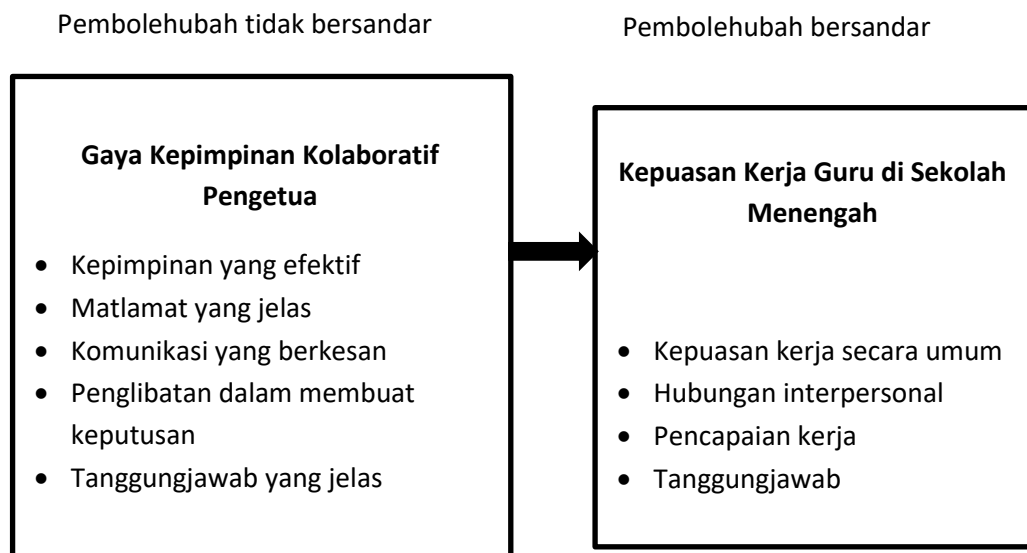 Pembolehubah tidak bersandar
Pembolehubah bersandar
Gaya Kepimpinan Kolaboratif
Pengetua
• Kepimpinan yang efektif
• Matlamat yang jelas
• Komunikasi yang berkesan
• Penglibatan dalam membuat
keputusan
• Tanggungjawab yang jelas
Kepuasan Kerja Guru di Sekolah
Menengah
• Kepuasan kerja secara umum
• Hubungan interpersonal
• Pencapaian kerja
• Tanggungjawab